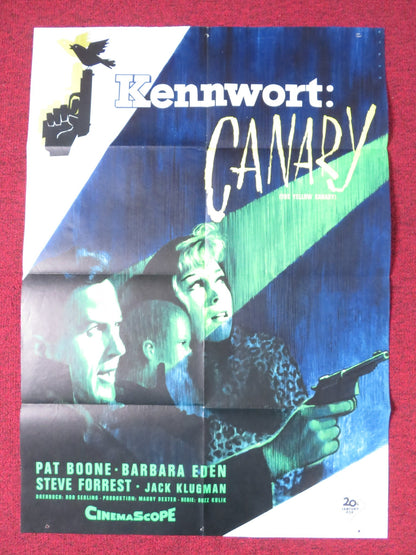 Kennwort:
CANARY
(THE YELLOW CANARY)
PAT BOONE · BARBARA EDEN
STEVE FORREST · JACK KLUGMAN
DREHBUCH: ROD SERLING · PRODUKTION: MAURY DEXTER · REGIE: BUZZ KULIK
CINEMASCOPE
20th
CENTURY
FOX